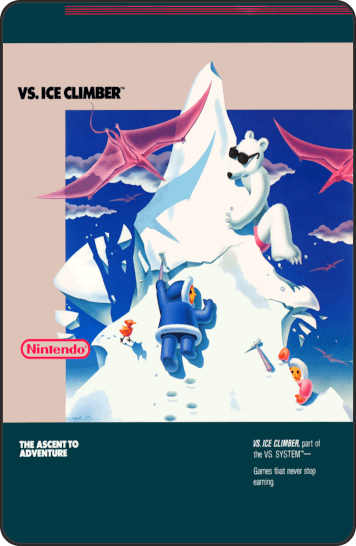 VS. ICE CLIMBER™
Nintendo®
THE ASCENT TO
ADVENTURE
VS. ICE CLIMBER, part of
the VS. SYSTEM™—
Games that never stop
earning.